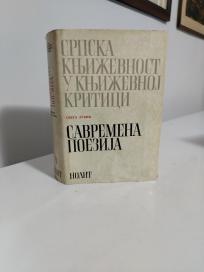 СРПСКА
КЊИЖЕВНОСТ
У КЊИЖЕВНОЈ
КРИТИЦИ
САВРЕМЕНА
ПОЕЗИЈА
НОЛИТ